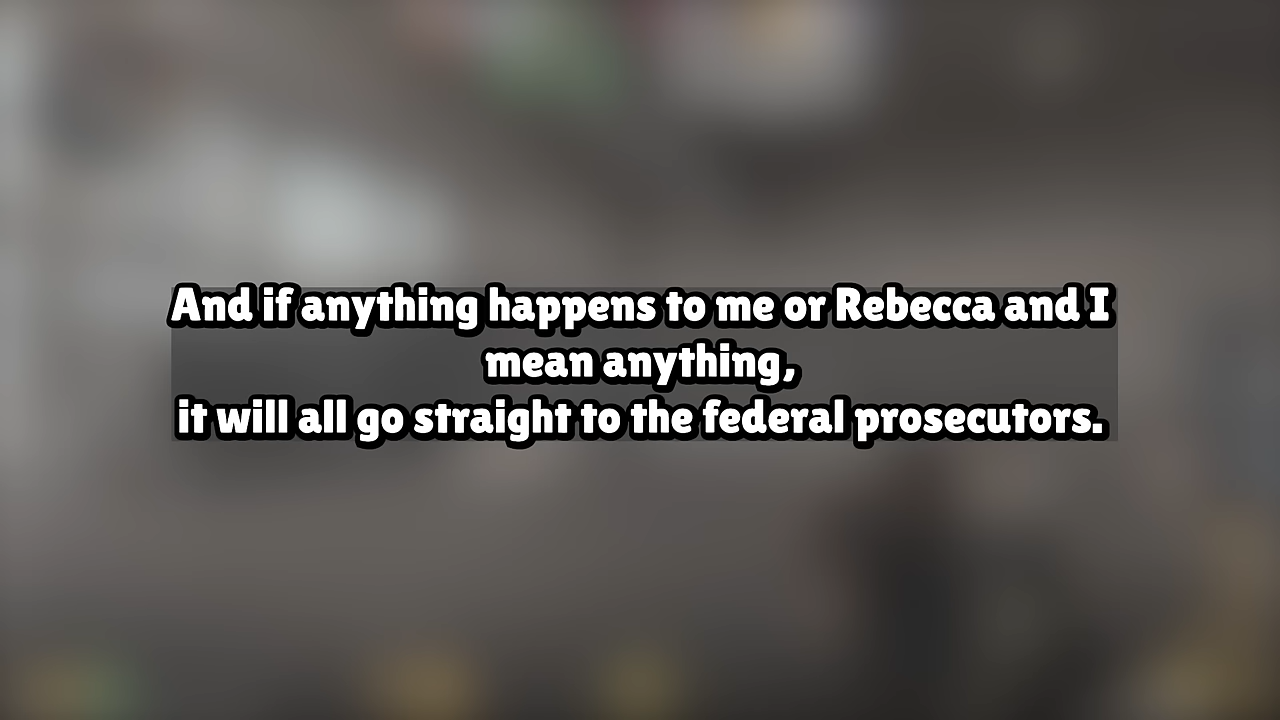 And if anything happens to me or Rebecca and I
mean anything,
it will all go straight to the federal prosecutors.